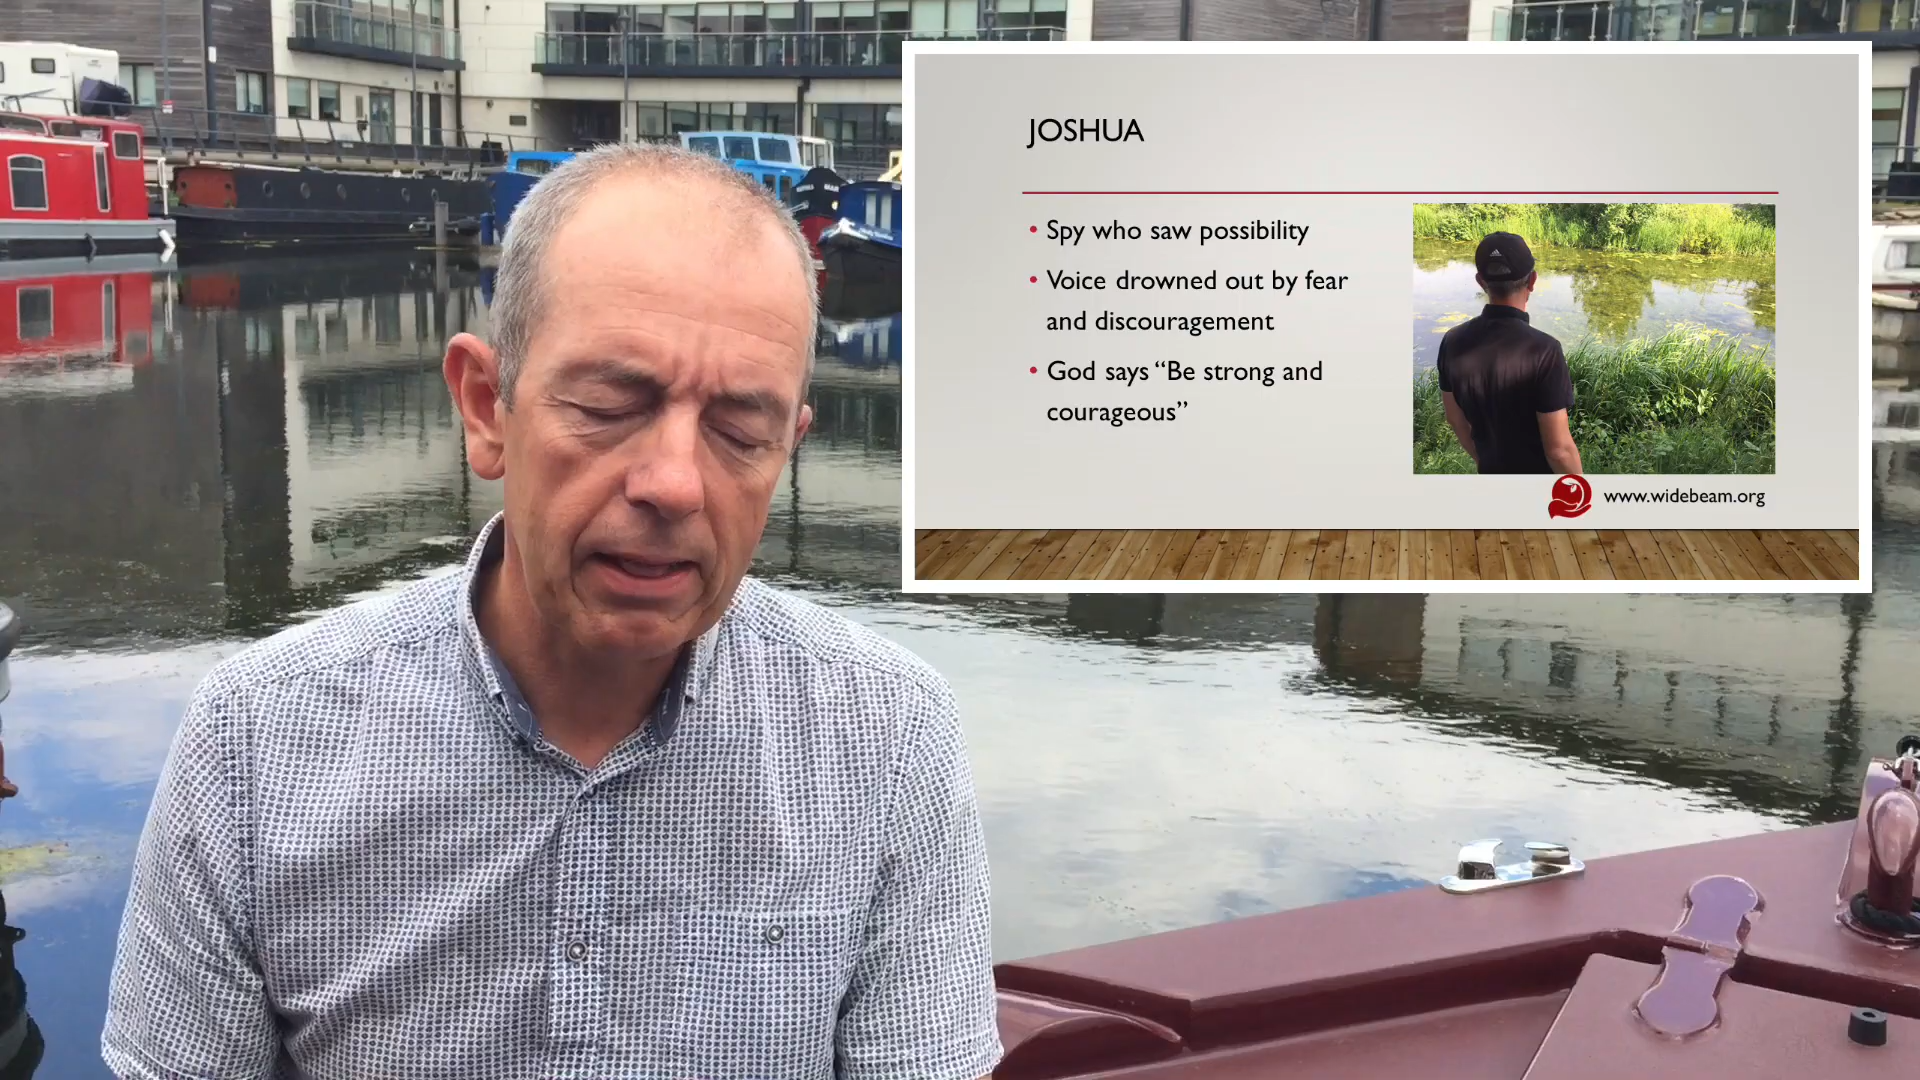 JOSHUA
• Spy who saw possibility
• Voice drowned out by fear
and discouragement
• God says “Be strong and
courageous”
www.widebeam.org